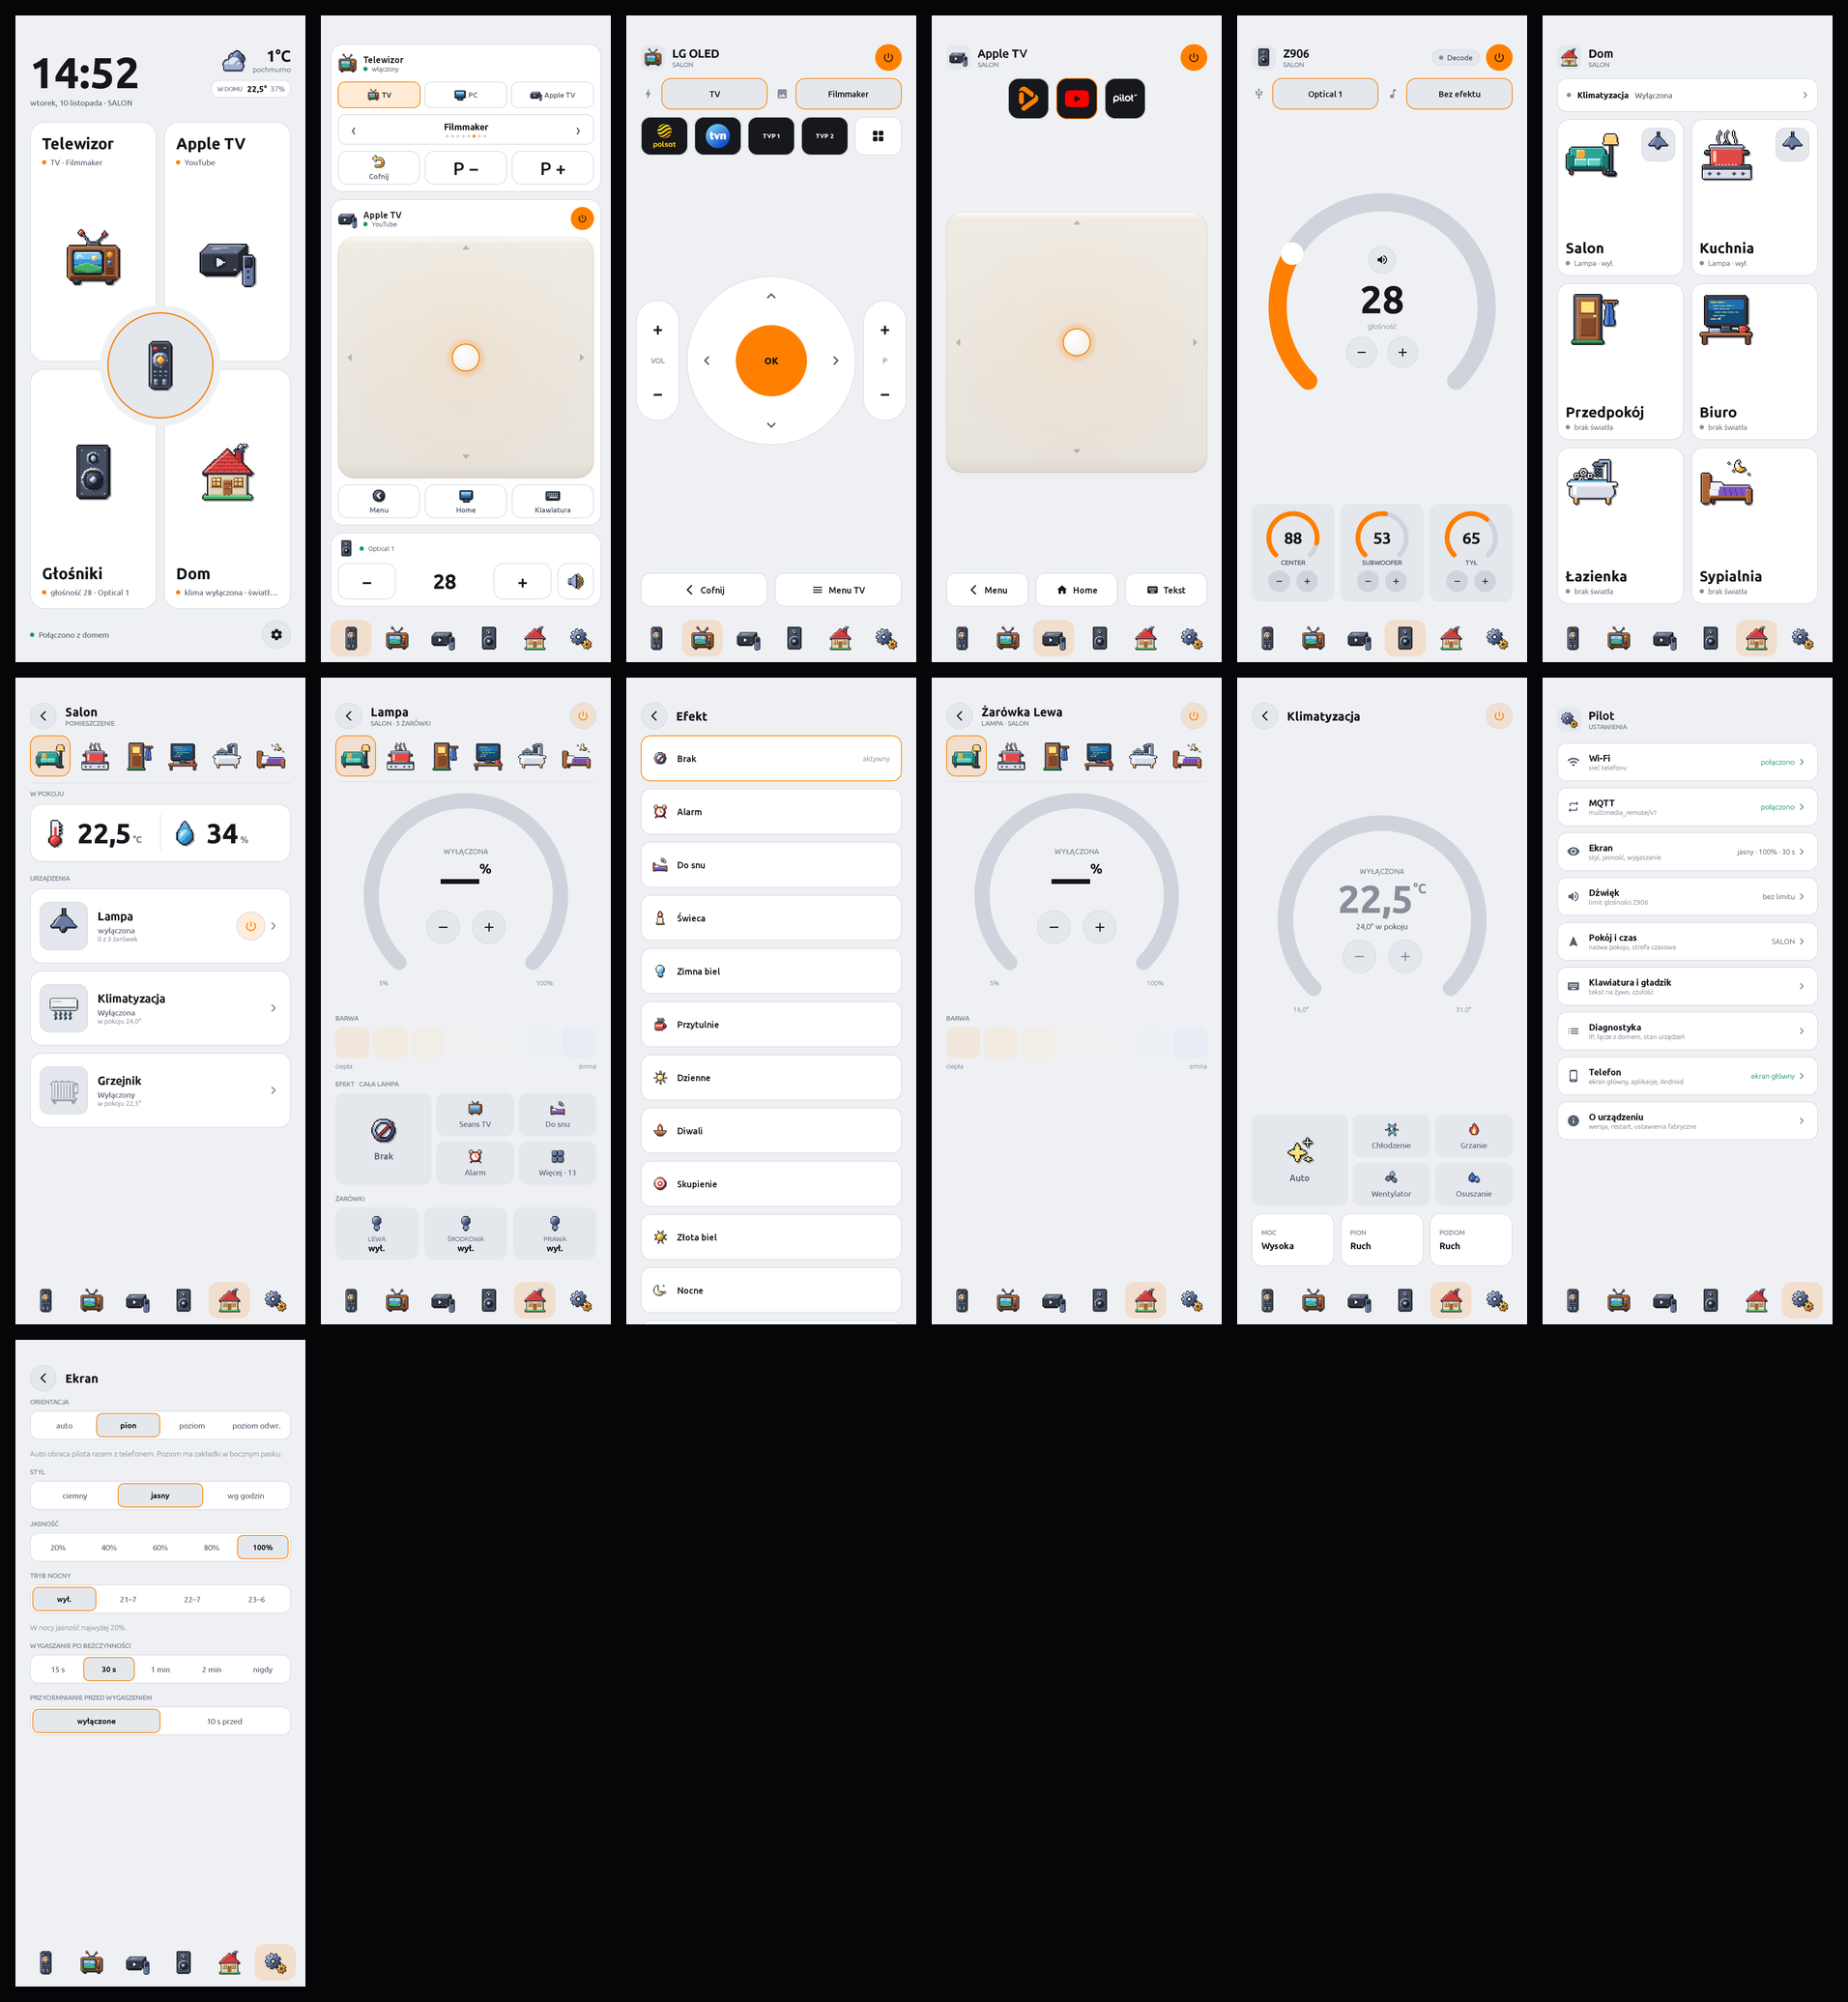 14:52
1°C
pochmurno
W DOMU 22,5° 37%
wtorek, 10 listopada · SALON
Telewizor
TV · Filmmaker
Apple TV
YouTube
Głośniki
głośność 28 · Optical 1
Dom
klima wyłączona · światł...
Połączono z domem
Telewizor
włączony
TV
PC
Apple TV
Filmmaker
Cofnij
P −
P +
Apple TV
YouTube
Menu
Home
Klawiatura
Optical 1
−
28
+
LG OLED
SALON
TV
Filmmaker
polsat
tvn
TVP 1
TVP 2
+
VOL
−
OK
+
P
−
Cofnij
Menu TV
Apple TV
SALON
pilot
Menu
Home
Tekst
Z906
SALON
Decode
Optical 1
Bez efektu
28
głośność
− +
88
CENTER
− +
53
SUBWOOFER
− +
65
TYŁ
− +
Dom
SALON
Klimatyzacja Wyłączona
Salon
Lampa · wył.
Kuchnia
Lampa · wył.
Przedpokój
brak światła
Biuro
brak światła
Łazienka
brak światła
Sypialnia
brak światła
Salon
POMIESZCZENIE
W POKOJU
22,5 °C
34 %
URZĄDZENIA
Lampa
wyłączona
0 z 3 żarówek
Klimatyzacja
Wyłączona
w pokoju 24,0°
Grzejnik
Wyłączony
w pokoju 22,5°
Lampa
SALON · 3 ŻARÓWKI
WYŁĄCZONA
— %
− +
5%
100%
BARWA
ciepła
zimna
EFEKT · CAŁA LAMPA
Brak
Seans TV
Do snu
Alarm
Więcej · 13
ŻARÓWKI
LEWA
wył.
ŚRODKOWA
wył.
PRAWA
wył.
Efekt
Brak
aktywny
Alarm
Do snu
Świeca
Zimna biel
Przytulnie
Dzienne
Diwali
Skupienie
Złota biel
Nocne
Żarówka Lewa
LAMPA · SALON
WYŁĄCZONA
— %
− +
5%
100%
BARWA
ciepła
zimna
Klimatyzacja
WYŁĄCZONA
22,5 °C
24,0° w pokoju
− +
16,0°
31,0°
Auto
Chłodzenie
Grzanie
Wentylator
Osuszanie
MOC
Wysoka
PION
Ruch
POZIOM
Ruch
Pilot
USTAWIENIA
Wi-Fi
sieć telefonu
połączono
MQTT
multimedia_remote/v1
połączono
Ekran
styl, jasność, wygaszanie
jasny · 100% · 30 s
Dźwięk
limit głośności Z906
bez limitu
Pokój i czas
nazwa pokoju, strefa czasowa
SALON
Klawiatura i gładzik
tekst na żywo, czułość
Diagnostyka
IP, łącze z domem, stan urządzeń
Telefon
ekran główny, aplikacje, Android
ekran główny
O urządzeniu
wersja, restart, ustawienia fabryczne
Ekran
ORIENTACJA
auto
pion
poziom
poziom odwr.
Auto obraca pilota razem z telefonem. Poziom ma zakładki w bocznym pasku.
STYL
ciemny
jasny
wg godzin
JASNOŚĆ
20%
40%
60%
80%
100%
TRYB NOCNY
wył.
21–7
22–7
23–6
W nocy jasność najwyżej 20%.
WYGASZANIE PO BEZCZYNNOŚCI
15 s
30 s
1 min
2 min
nigdy
PRZYCIEMNIANIE PRZED WYGASZENIEM
wyłączone
10 s przed